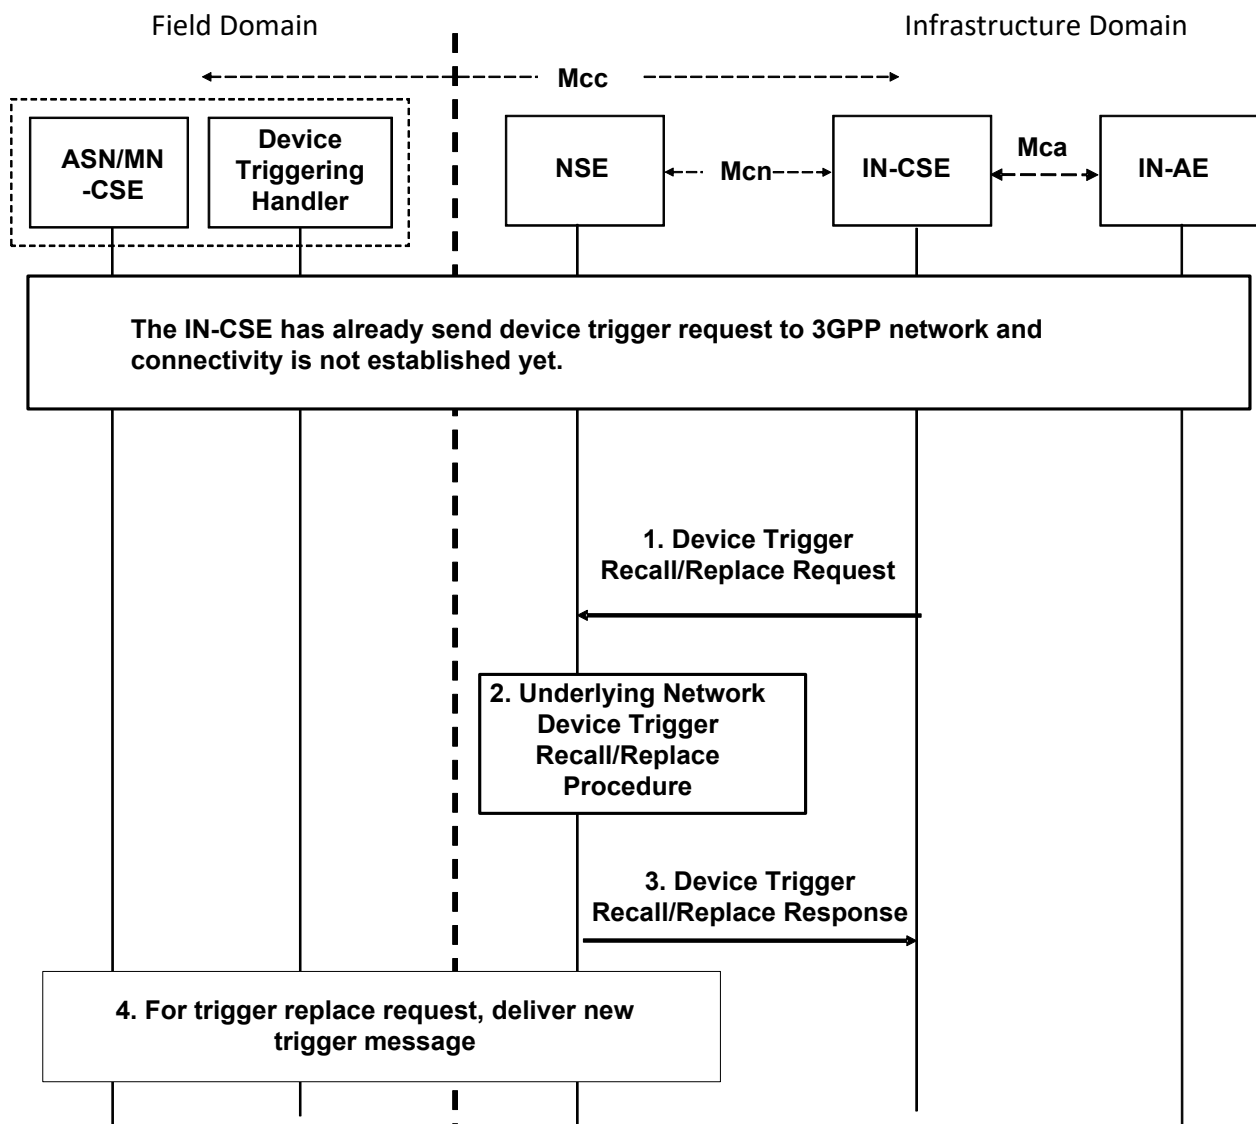 Field Domain
Infrastructure Domain
Mcc
ASN/MN
-CSE
Device
Triggering
Handler
NSE
Mcn
IN-CSE
Mca
IN-AE
The IN-CSE has already send device trigger request to 3GPP network and
connectivity is not established yet.
1. Device Trigger
Recall/Replace Request
2. Underlying Network
Device Trigger
Recall/Replace
Procedure
3. Device Trigger
Recall/Replace Response
4. For trigger replace request, deliver new
trigger message